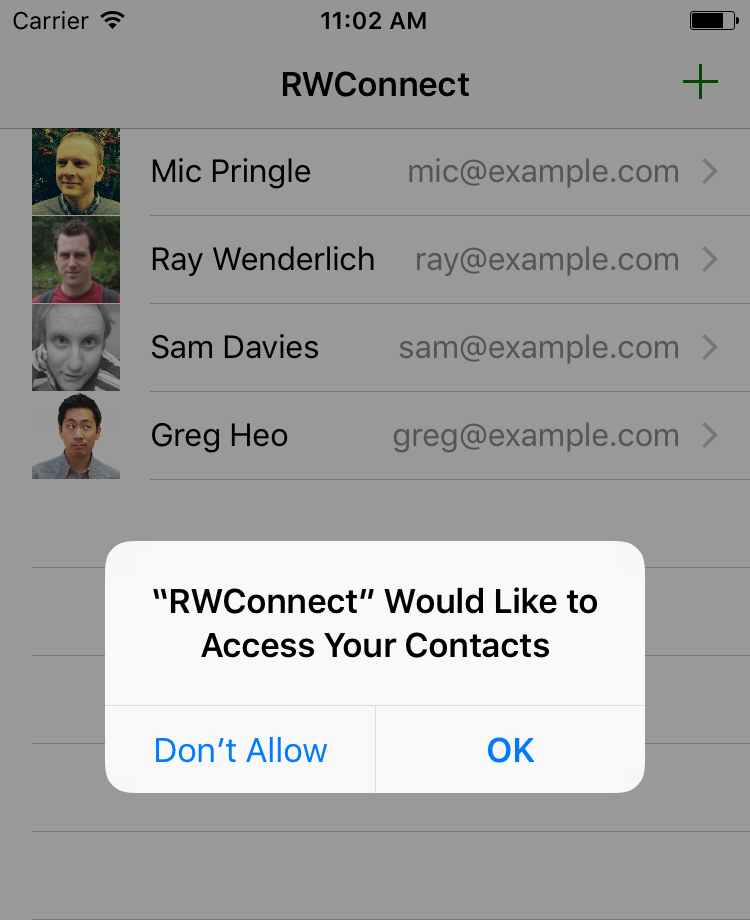 Carrier 11:02 AM
RWConnect
Mic Pringle mic@example.com
Ray Wenderlich ray@example.com
Sam Davies sam@example.com
Greg Heo greg@example.com
“RWConnect” Would Like to
Access Your Contacts
Don’t Allow OK